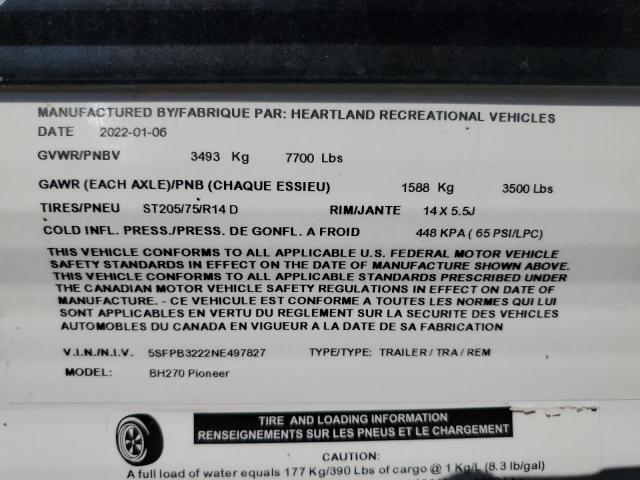 MANUFACTURED BY/FABRIQUE PAR: HEARTLAND RECREATIONAL VEHICLES
DATE 2022-01-06
GVWR/PNBV 3493 Kg 7700 Lbs
GAWR (EACH AXLE)/PNB (CHAQUE ESSIEU) 1588 Kg 3500 Lbs
TIRES/PNEU ST205/75/R14 D RIM/JANTE 14 X 5.5J
COLD INFL. PRESS./PRESS. DE GONFL. A FROID 448 KPA ( 65 PSI/LPC)
THIS VEHICLE CONFORMS TO ALL APPLICABLE U.S. FEDERAL MOTOR VEHICLE
SAFETY STANDARDS IN EFFECT ON THE DATE OF MANUFACTURE SHOWN ABOVE.
THIS VEHICLE CONFORMS TO ALL APPLICABLE STANDARDS PRESCRIBED UNDER
THE CANADIAN MOTOR VEHICLE SAFETY REGULATIONS IN EFFECT ON DATE OF
MANUFACTURE. - CE VEHICULE EST CONFORME A TOUTES LES NORMES QUI LUI
SONT APPLICABLES EN VERTU DU REGLEMENT SUR LA SECURITE DES VEHICLES
AUTOMOBILES DU CANADA EN VIGUEUR A LA DATE DE SA FABRICATION
V.I.N./N.I.V. 5SFPB3222NE497827 TYPE/TYPE: TRAILER / TRA / REM
MODEL: BH270 Pioneer
TIRE AND LOADING INFORMATION
RENSEIGNEMENTS SUR LES PNEUS ET LE CHARGEMENT
CAUTION:
A full load of water equals 177 Kg/390 Lbs of cargo @ 1 Kg/L (8.3 lb/gal)